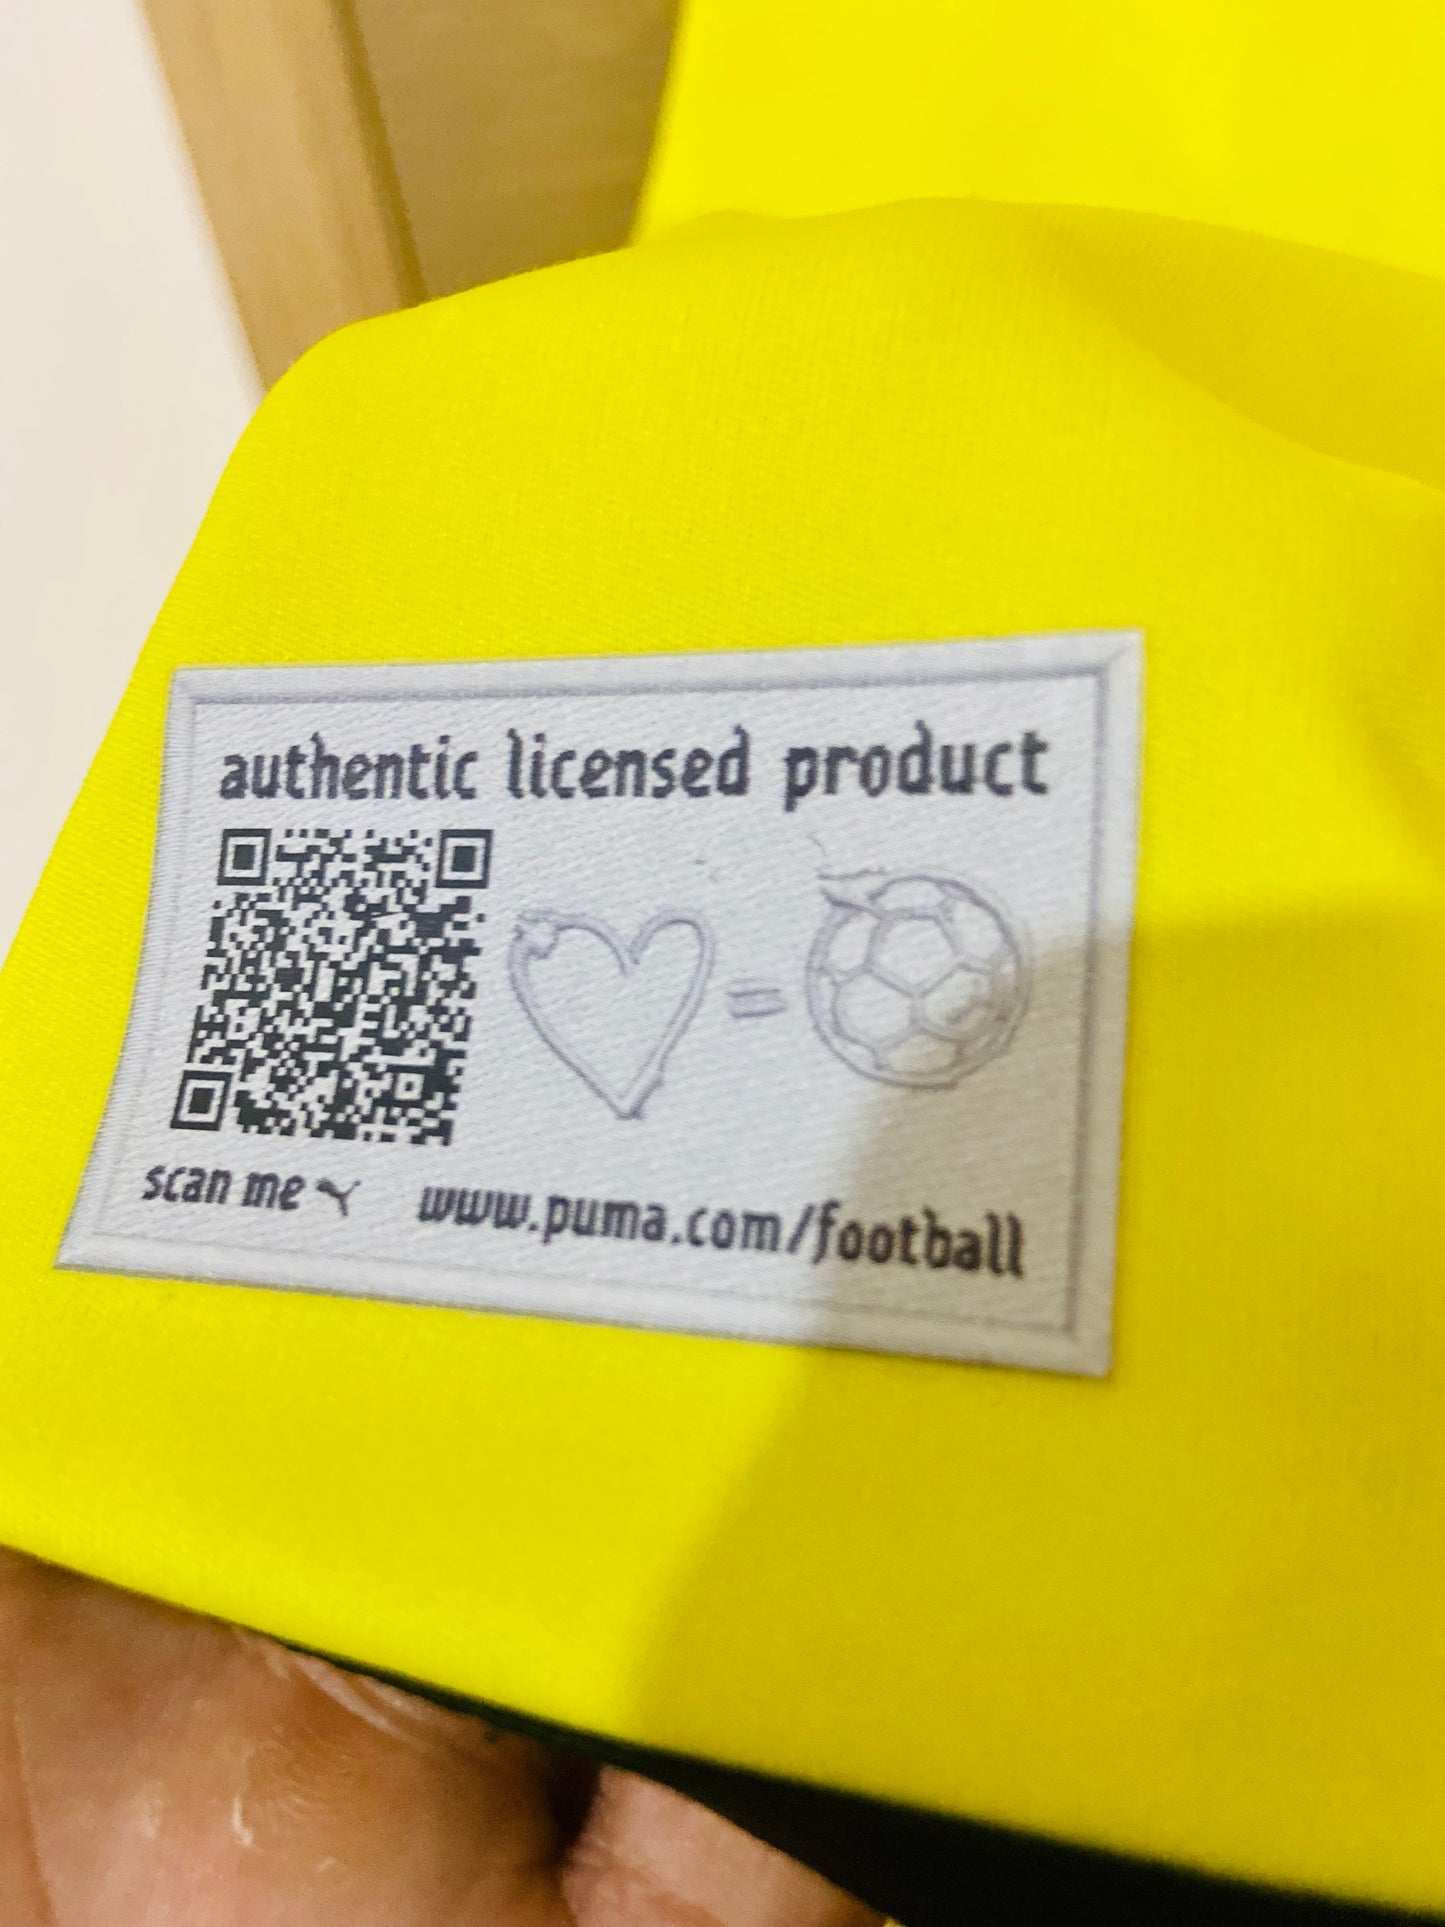 authentic licensed product
=
scan me
www.puma.com/football